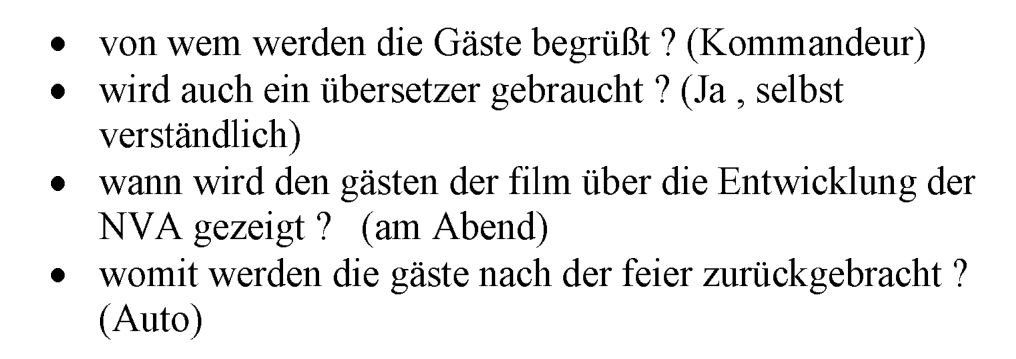 • von wem werden die Gäste begrüßt ? (Kommandeur)
• wird auch ein übersetzer gebraucht ? (Ja , selbst
verständlich)
• wann wird den gästen der film über die Entwicklung der
NVA gezeigt ?   (am Abend)
• womit werden die gäste nach der feier zurückgebracht ?
(Auto)